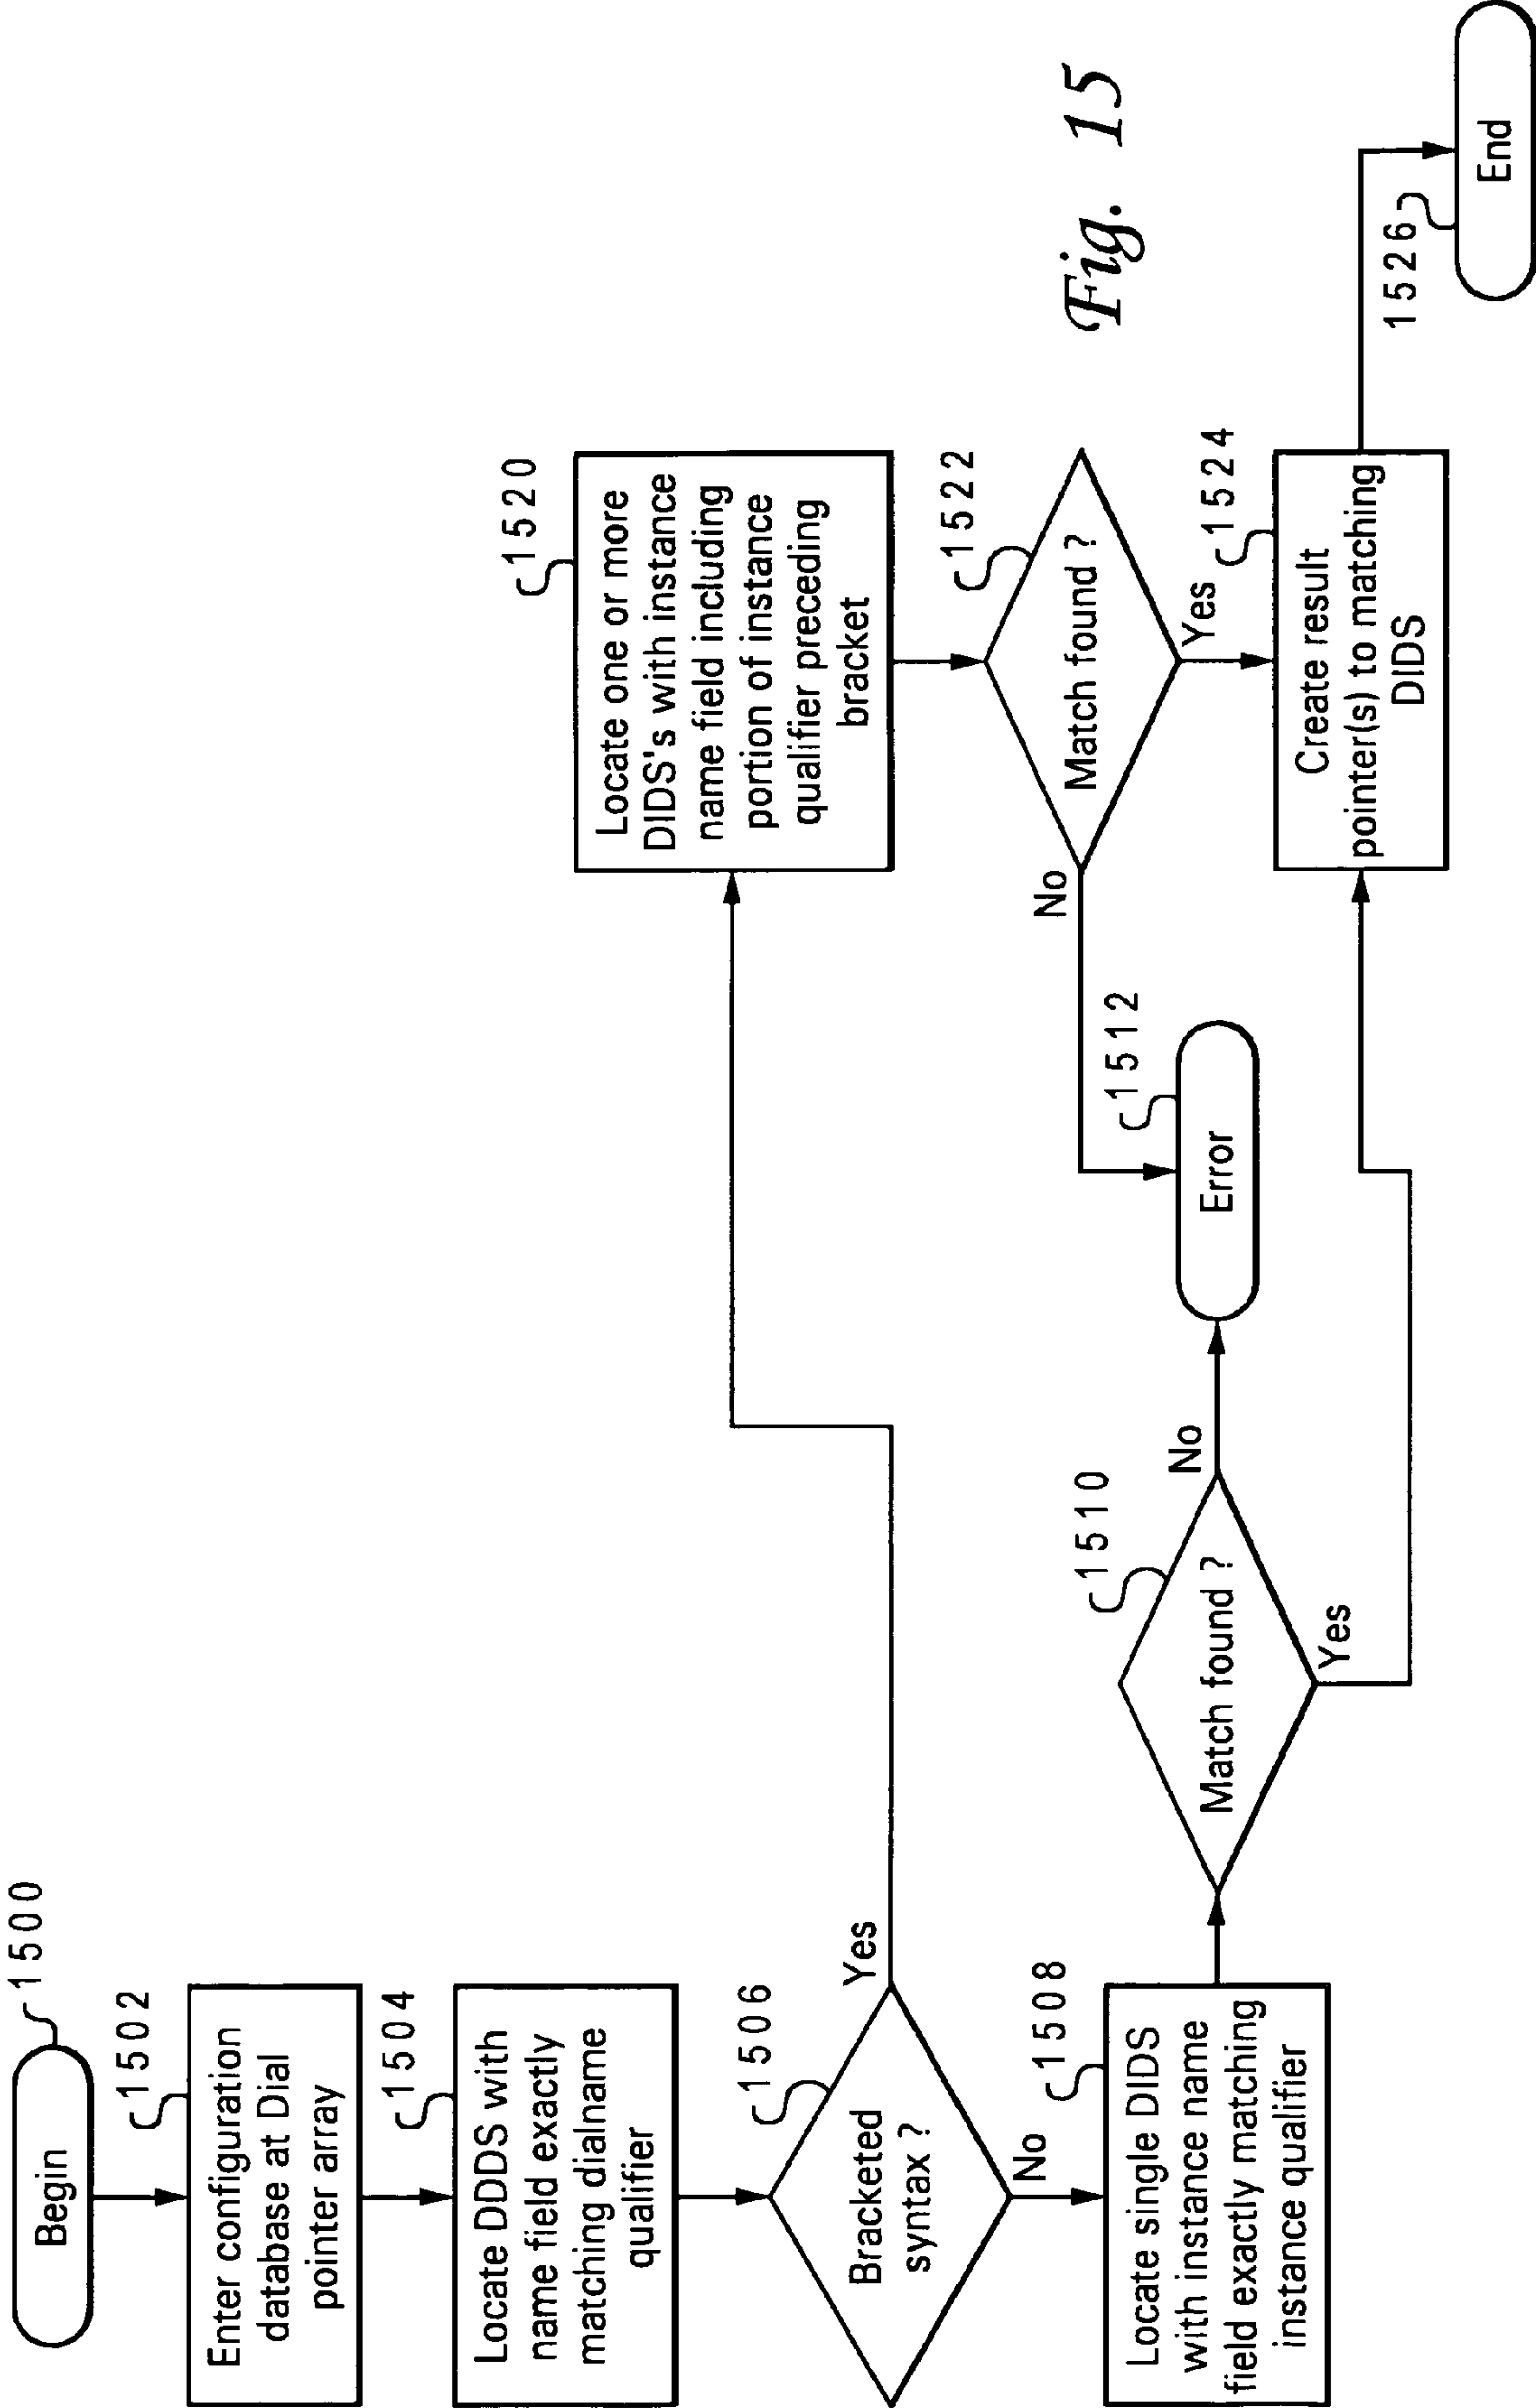 Begin
1500
1502
Enter configuration
database at Dial
pointer array
1504
Locate DDDS with
name field exactly
matching dialname
qualifier
1506
Bracketed
syntax ?
Yes
No
1508
Locate single DIDS
with instance name
field exactly matching
instance qualifier
1510
Match found ?
No
Yes
1512
Error
1520
Locate one or more
DIDS's with instance
name field including
portion of instance
qualifier preceding
bracket
1522
Match found ?
No
Yes
1524
Create result
pointer(s) to matching
DIDS
1526
End
Fig. 15